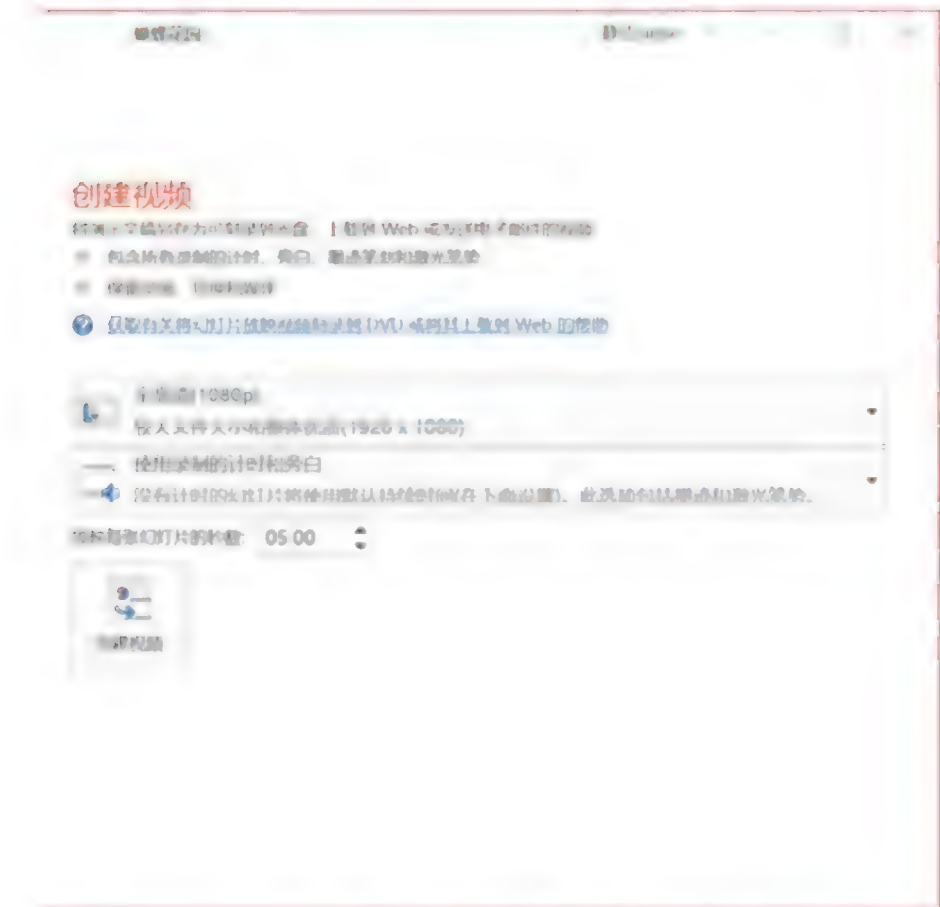 创建视频
将演示文稿另存为可刻录到光盘、上载到 Web 或发送电子邮件的视频
包含所有录制的计时、旁白、墨迹笔划和激光笔势
保留动画、切换和媒体
获取有关将幻灯片放映视频刻录到 DVD 或将其上载到 Web 的帮助
(1080p)
较大文件大小和整体质量(1920 x 1080)
使用录制的计时和旁白
没有计时的幻灯片将使用默认持续时间(在下面设置)。此选项包括墨迹和激光笔势。
放映每张幻灯片的秒数: 05.00
创建视频